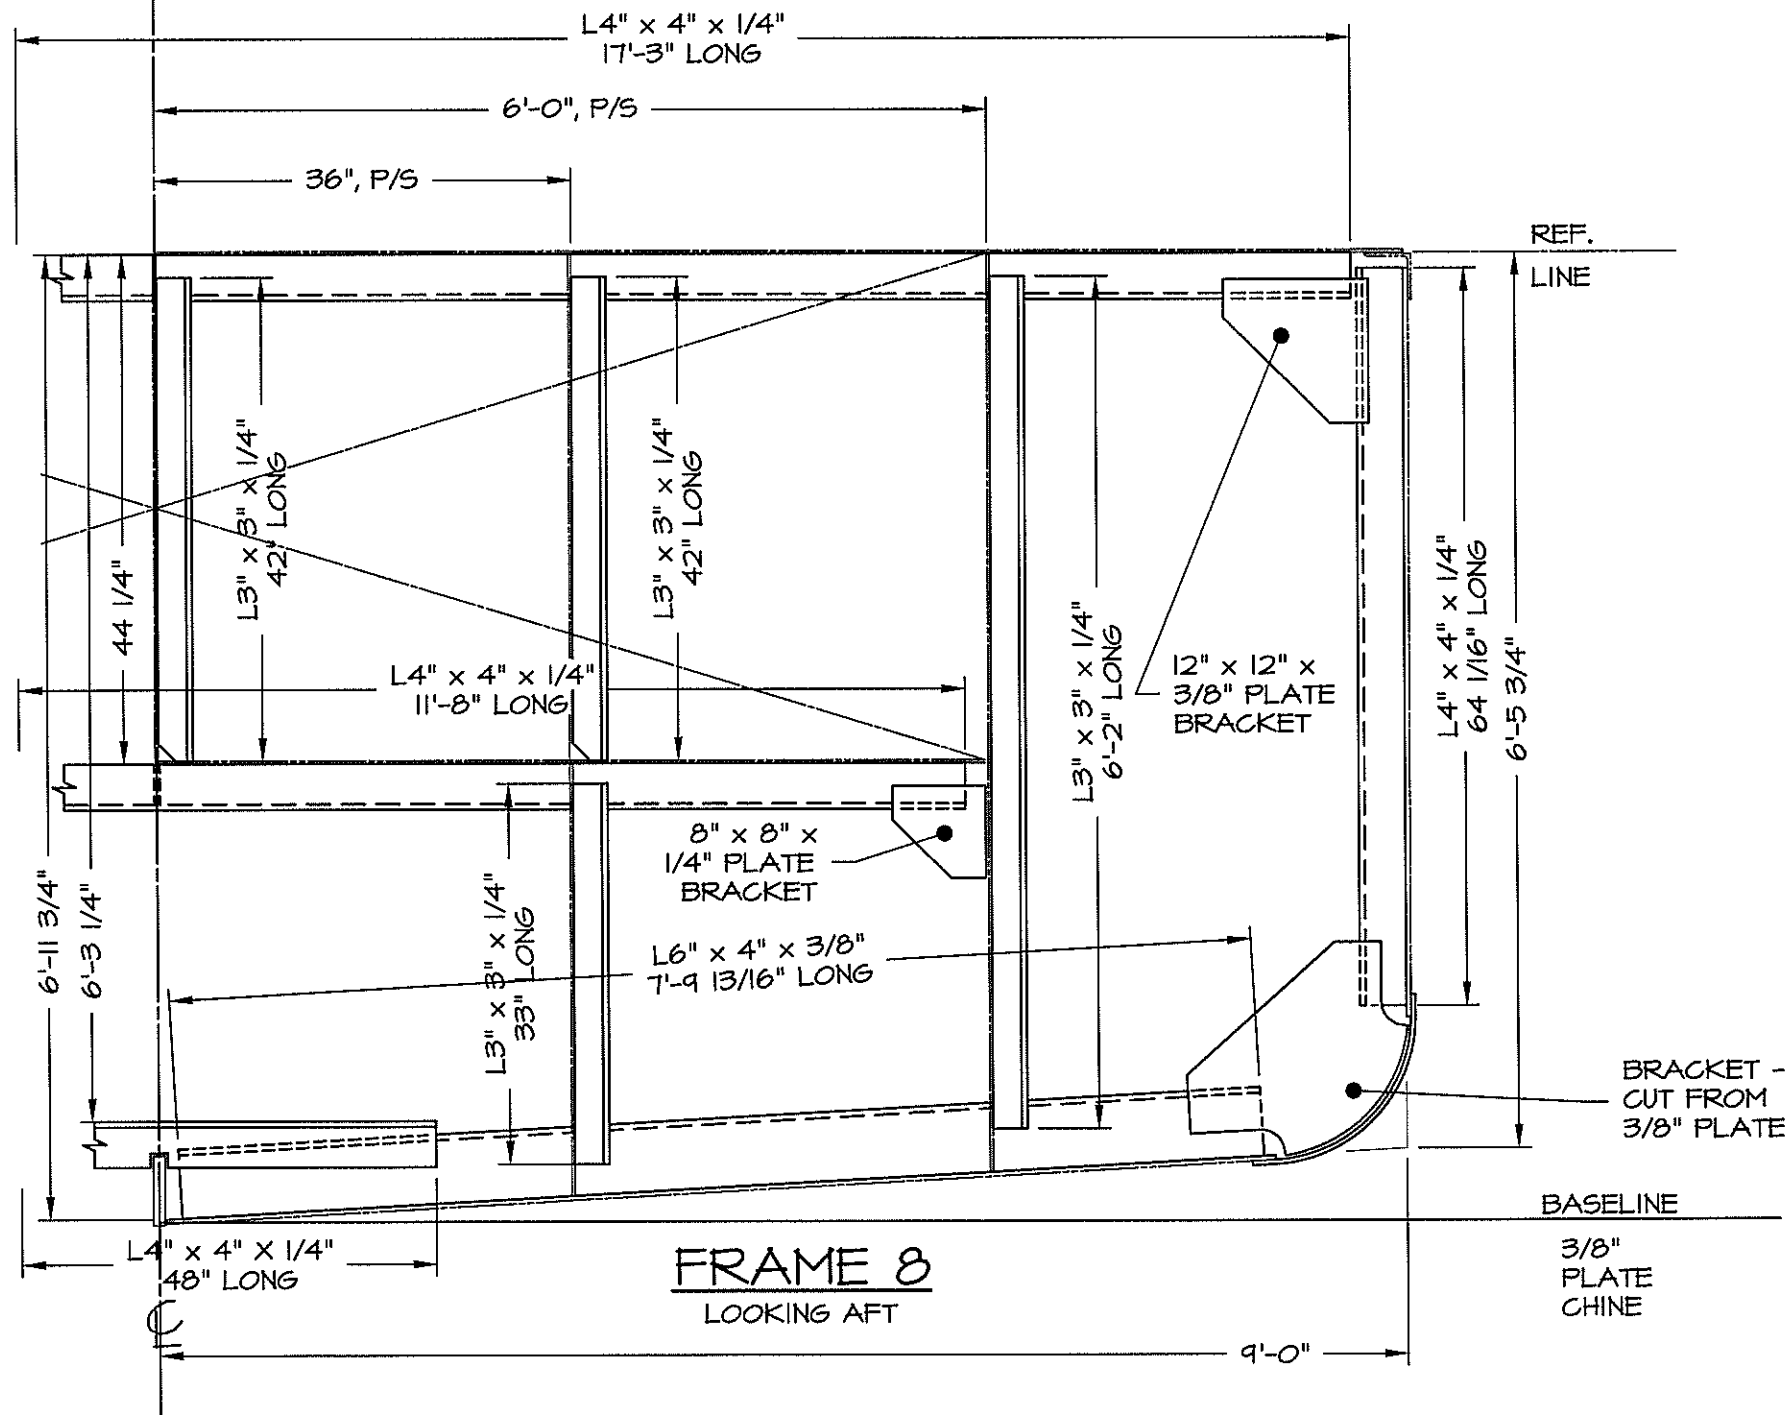 L4" x 4" x 1/4"
17'-3" LONG
6'-0", P/S
36", P/S
REF.
LINE
L3" x 3" x 1/4"
42" LONG
L3" x 3" x 1/4"
42" LONG
44 1/4"
L4" x 4" x 1/4"
11'-8" LONG
L3" x 3" x 1/4"
6'-2" LONG
12" x 12" x
3/8" PLATE
BRACKET
L4" x 4" x 1/4"
64 1/16" LONG
6'-5 3/4"
8" x 8" x
1/4" PLATE
BRACKET
6'-11 3/4"
6'-3 1/4"
L3" x 3" x 1/4"
33" LONG
L6" x 4" x 3/8"
7'-9 13/16" LONG
BRACKET -
CUT FROM
3/8" PLATE
BASELINE
3/8"
PLATE
CHINE
L4" x 4" X 1/4"
48" LONG
CL
FRAME 8
LOOKING AFT
9'-0"